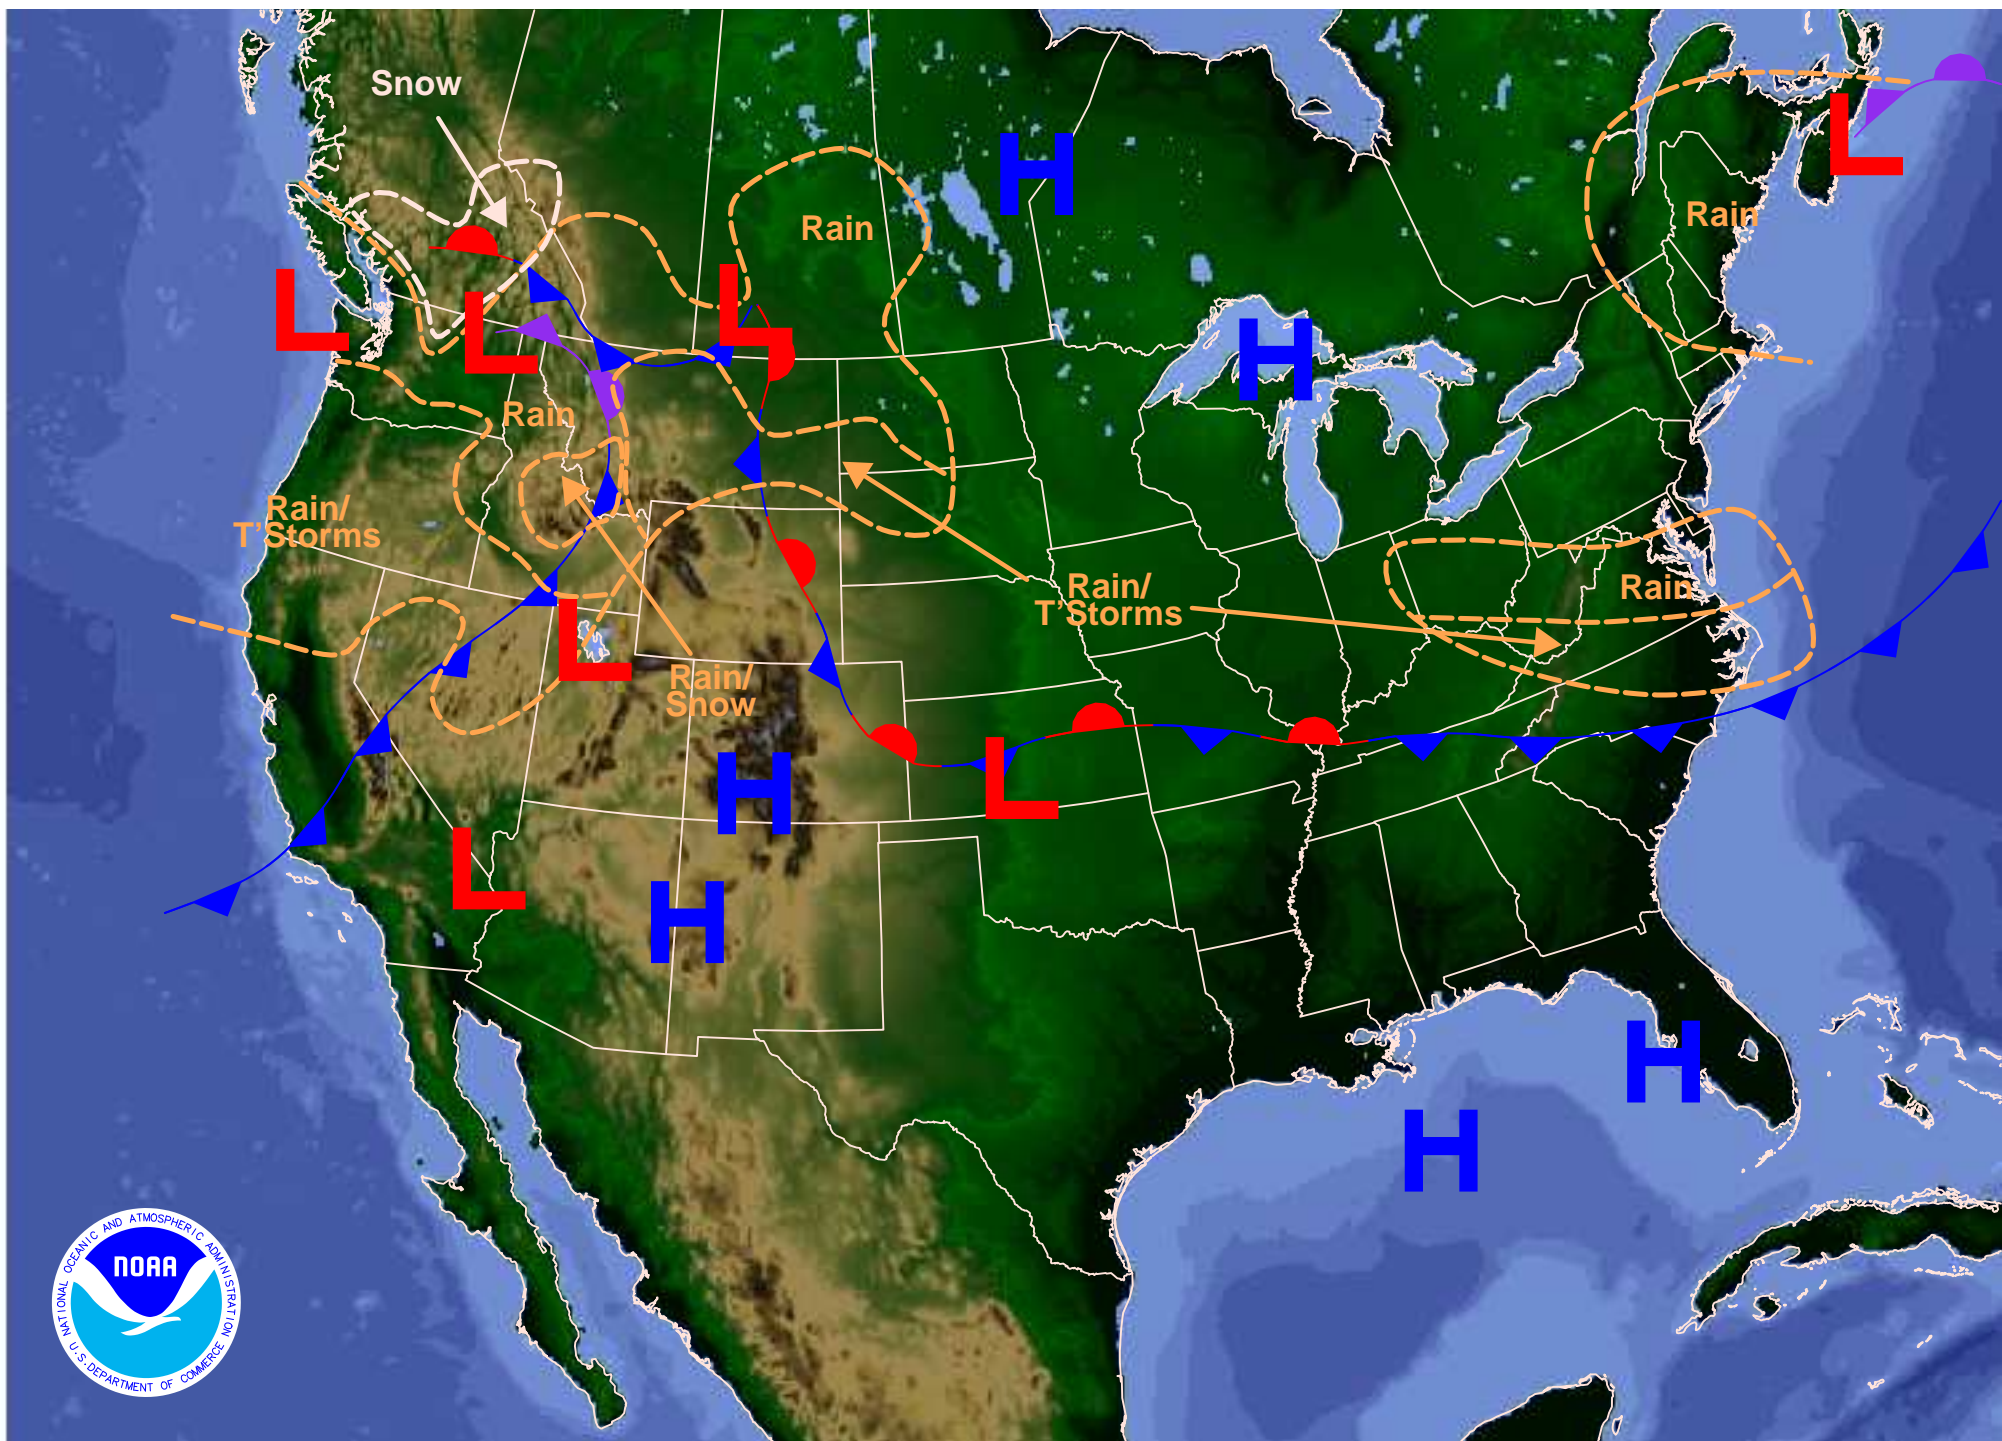 Snow
Rain
Rain
L
H
L
L
L
H
Rain
Rain/
T'Storms
Rain/
T'Storms
Rain
L
Rain/
Snow
H
L
L
H
H
H
NATIONAL OCEANIC AND ATMOSPHERIC ADMINISTRATION
NOAA
U.S. DEPARTMENT OF COMMERCE